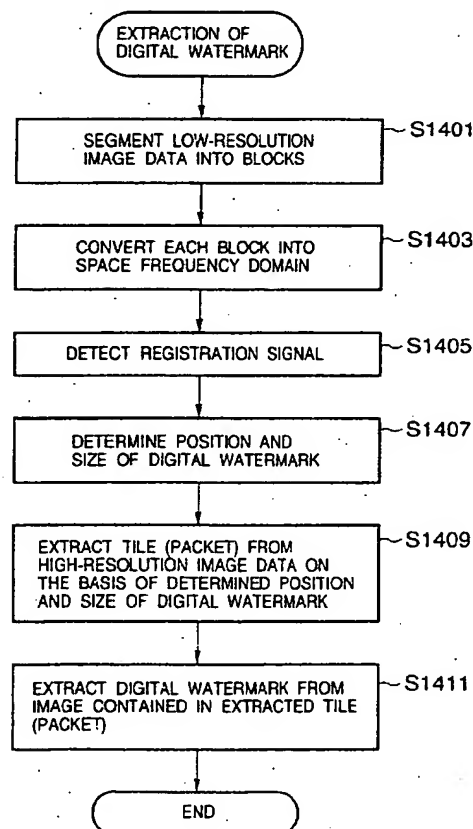 EXTRACTION OF
DIGITAL WATERMARK
S1401
SEGMENT LOW-RESOLUTION
IMAGE DATA INTO BLOCKS
S1403
CONVERT EACH BLOCK INTO
SPACE FREQUENCY DOMAIN
S1405
DETECT REGISTRATION SIGNAL
S1407
DETERMINE POSITION AND
SIZE OF DIGITAL WATERMARK
S1409
EXTRACT TILE (PACKET) FROM
HIGH-RESOLUTION IMAGE DATA ON
THE BASIS OF DETERMINED POSITION
AND SIZE OF DIGITAL WATERMARK
S1411
EXTRACT DIGITAL WATERMARK FROM
IMAGE CONTAINED IN EXTRACTED TILE
(PACKET)
END